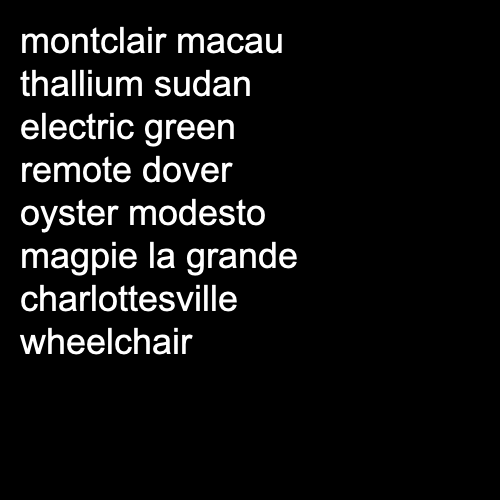 montclair macau
thallium sudan
electric green
remote dover
oyster modesto
magpie la grande
charlottesville
wheelchair